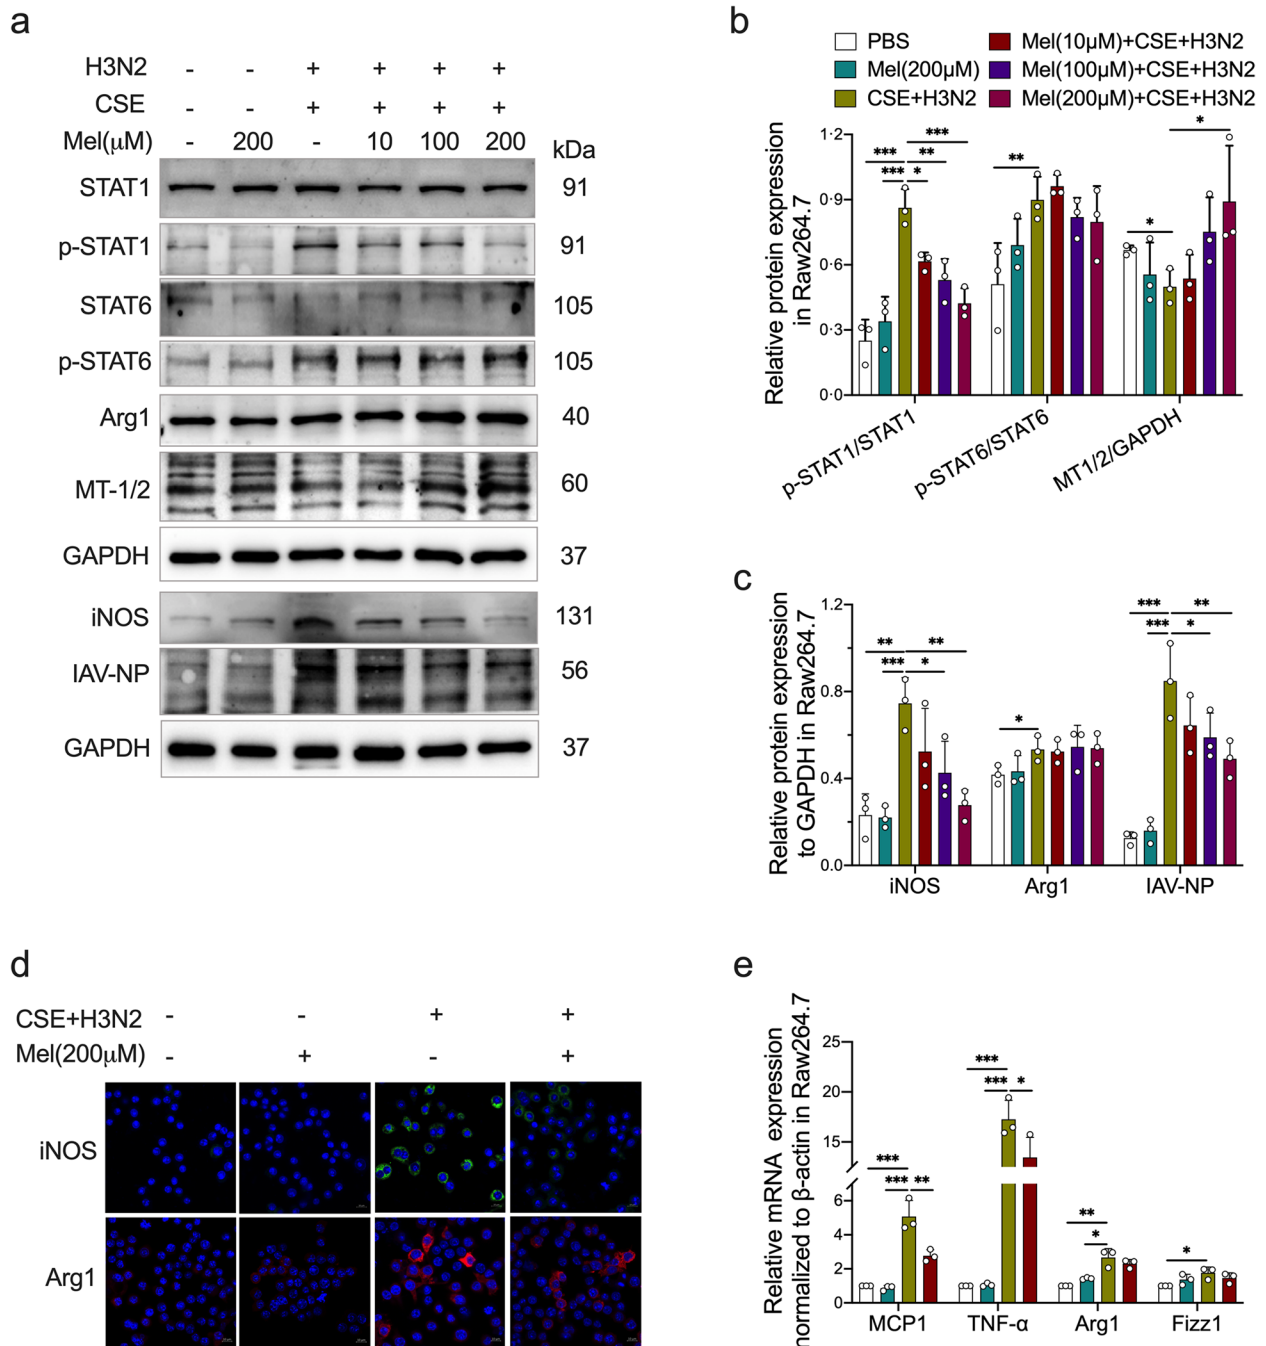 a
H3N2 - - + + + +
CSE - - + + + +
Mel(μM) - 200 - 10 100 200
kDa
STAT1 91
p-STAT1 91
STAT6 105
p-STAT6 105
Arg1 40
MT-1/2 60
GAPDH 37
iNOS 131
IAV-NP 56
GAPDH 37
b
PBS
Mel(200μM)
CSE+H3N2
Mel(10μM)+CSE+H3N2
Mel(100μM)+CSE+H3N2
Mel(200μM)+CSE+H3N2
Relative protein expression
in Raw264.7
1·2
0·9
0·6
0·3
0·0
*** *** *** ** *
**
* *
p-STAT1/STAT1
p-STAT6/STAT6
MT1/2/GAPDH
c
Relative protein expression
to GAPDH in Raw264.7
1.2
0.8
0.4
0.0
** ** *** *
*
*** ** *** *
iNOS Arg1 IAV-NP
d
CSE+H3N2 - - + +
Mel(200μM) - + - +
iNOS
Arg1
e
Relative mRNA expression
normalized to β-actin in Raw264.7
25
20
15
6
4
2
0
*** *** **
*** *** *
** *
*
MCP1 TNF-α Arg1 Fizz1